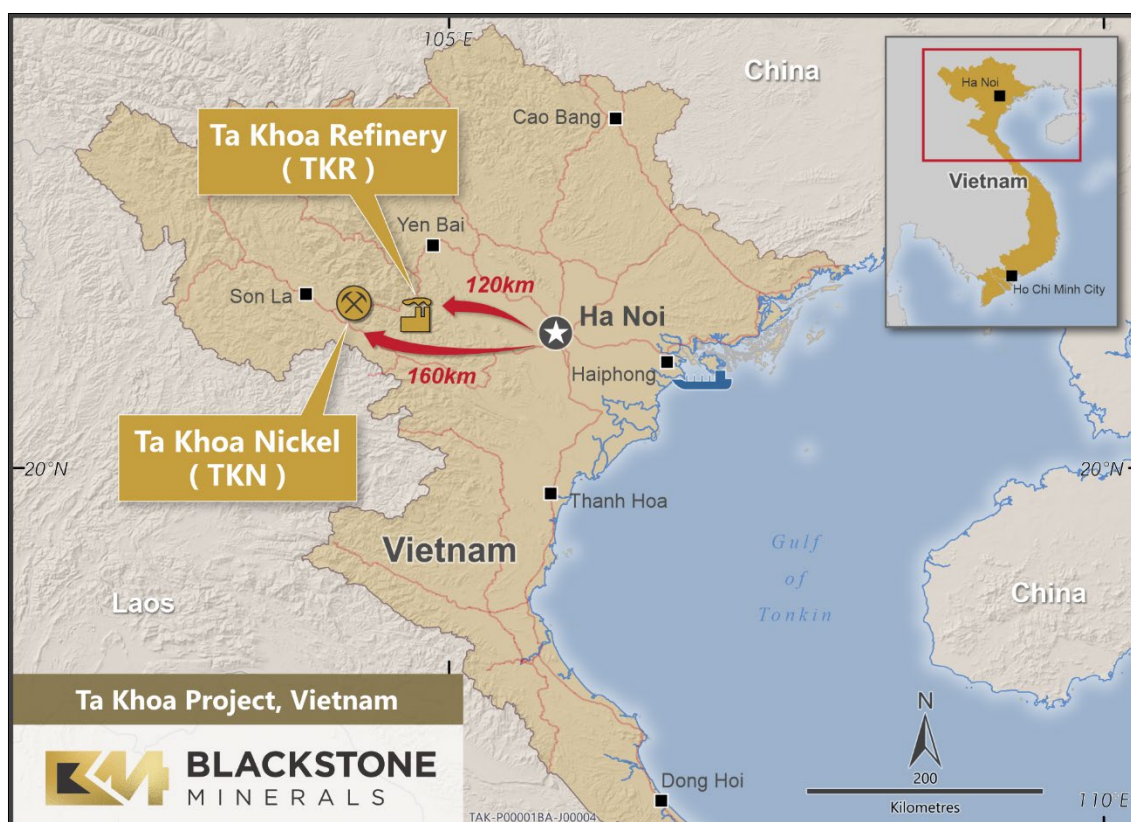 105°E
China
Cao Bang
Ta Khoa Refinery
( TKR )
Yen Bai
Son La
120km
Ha Noi
160km
Haiphong
Ta Khoa Nickel
( TKN )
20°N
20°N
Thanh Hoa
Vietnam
Gulf
of
Tonkin
Laos
China
Ha Noi
Vietnam
Ho Chi Minh City
Ta Khoa Project, Vietnam
BLACKSTONE
MINERALS
TAK-P00001BA-J00004
Dong Hoi
N
200
Kilometres
110°E